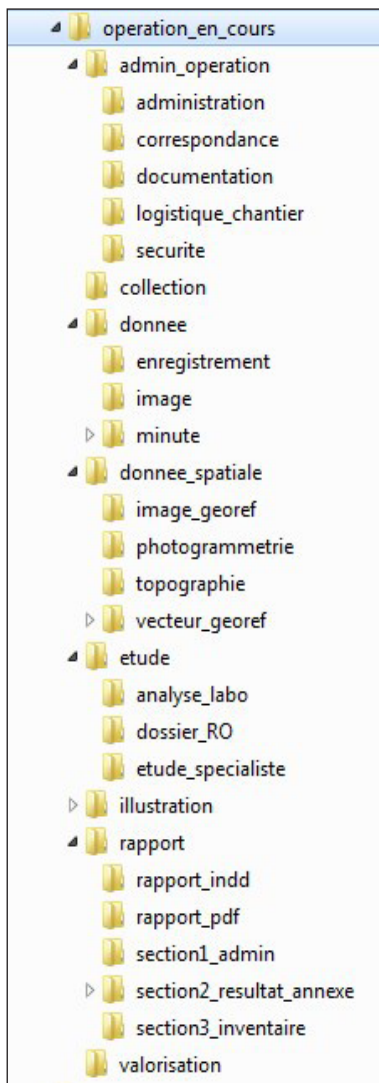 operation_en_cours
admin_operation
administration
correspondance
documentation
logistique_chantier
securite
collection
donnee
enregistrement
image
minute
donnee_spatiale
image_georef
photogrammetrie
topographie
vecteur_georef
etude
analyse_labo
dossier_RO
etude_specialiste
illustration
rapport
rapport_indd
rapport_pdf
section1_admin
section2_resultat_annexe
section3_inventaire
valorisation